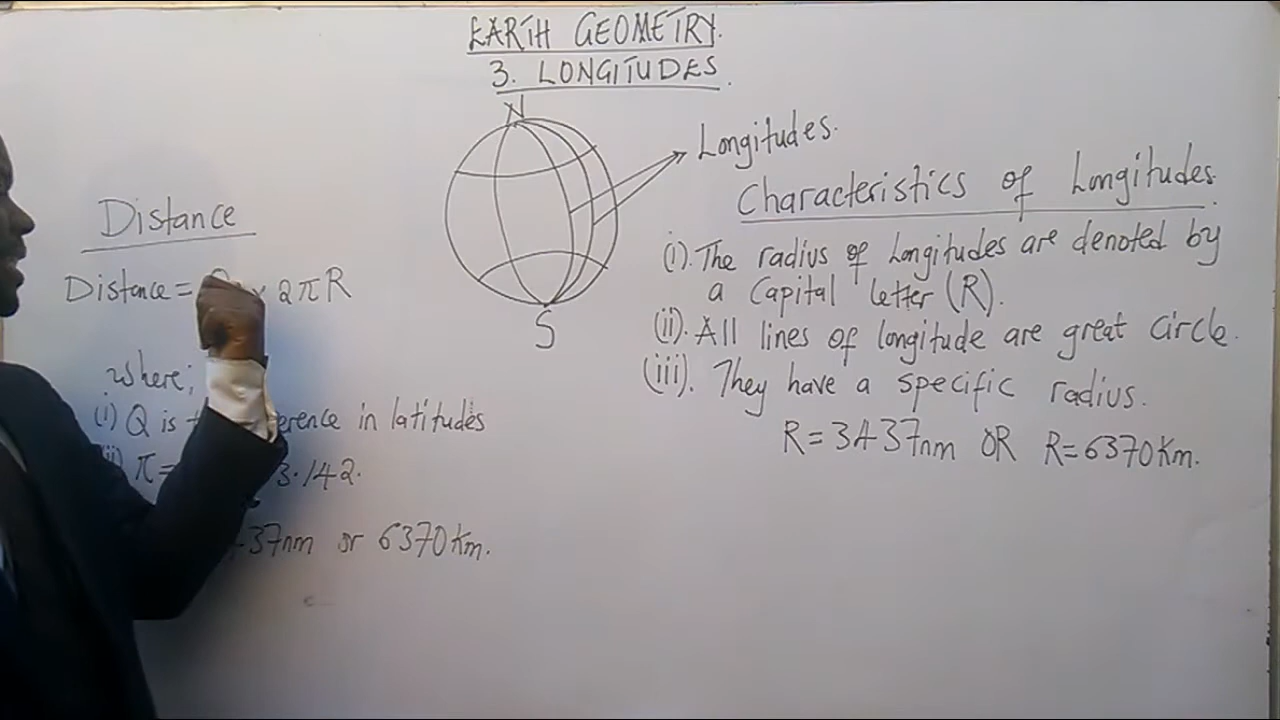 EARTH GEOMETRY.
3. LONGITUDES.
N
S
Longitudes.
Distance
Distance = × 2πR
where;
(i) Q is erence in latitudes
π = 3.142.
37nm or 6370Km.
Characteristics of Longitudes.
(i). The radius of Longitudes are denoted by
a Capital letter (R).
(ii). All lines of longitude are great circle.
(iii). They have a specific radius.
R=3437nm OR R=6370Km.